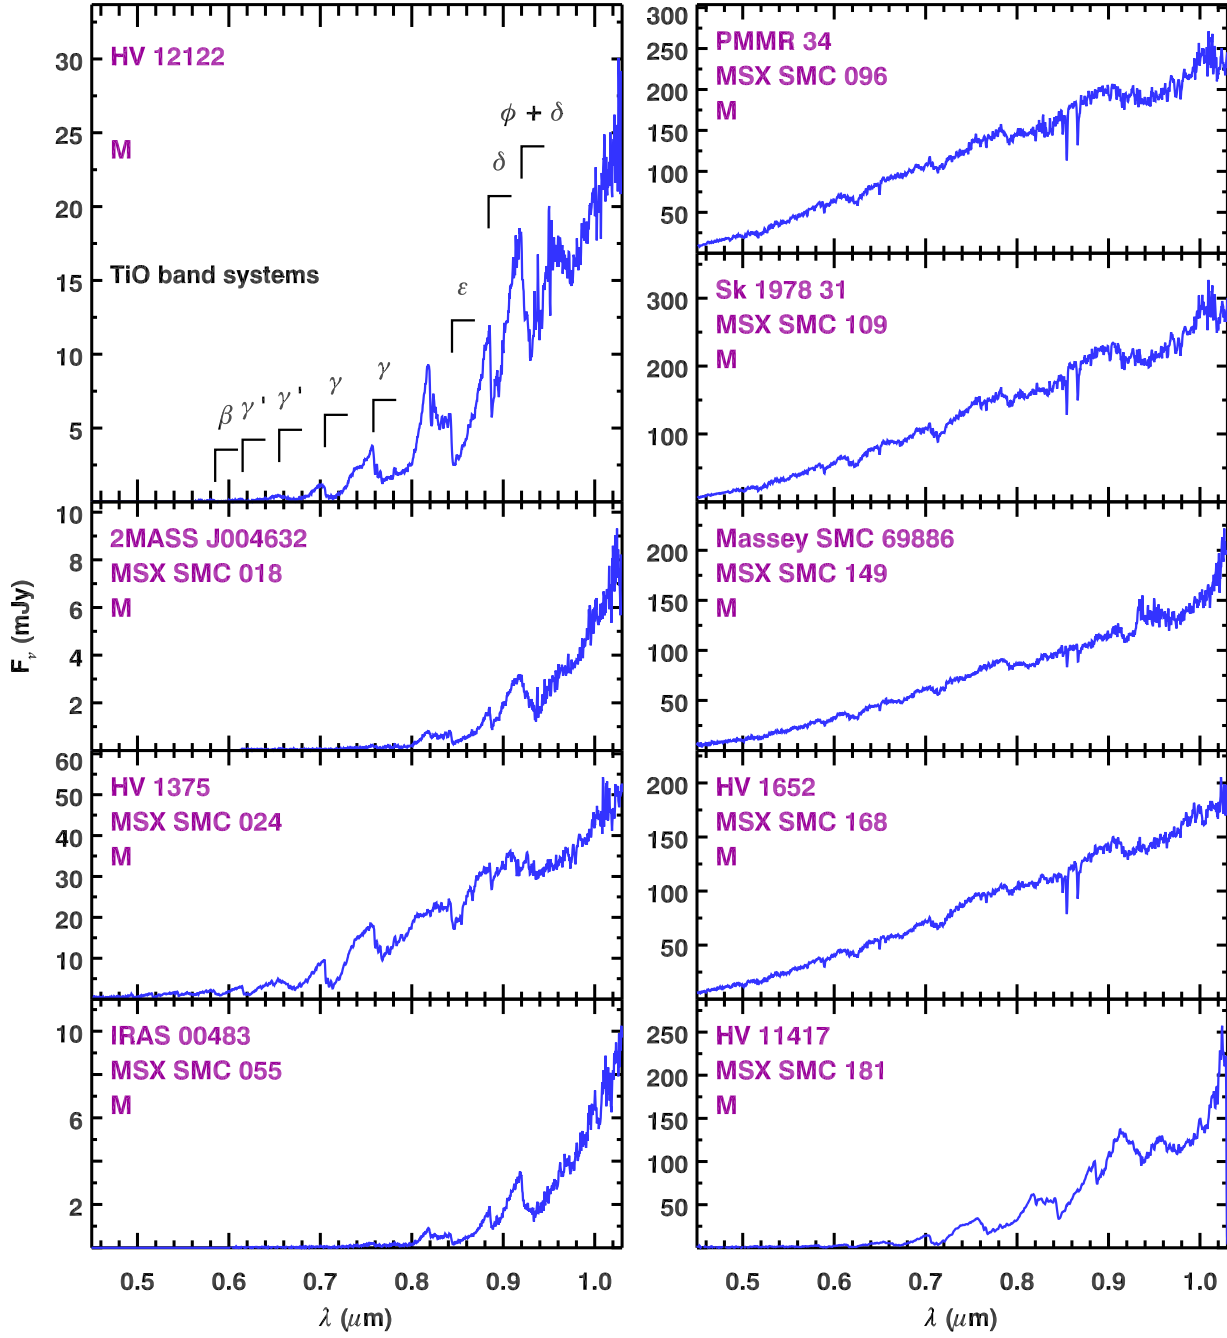 HV 12122
M
TiO band systems
β γ ' γ ' γ γ ε δ ϕ + δ
30
25
20
15
10
5
2MASS J004632
MSX SMC 018
M
10
8
6
4
2
HV 1375
MSX SMC 024
M
60
50
40
30
20
10
IRAS 00483
MSX SMC 055
M
10
6
2
0.5 0.6 0.7 0.8 0.9 1.0
λ (μm)
Fν (mJy)
PMMR 34
MSX SMC 096
M
300
250
200
150
100
50
Sk 1978 31
MSX SMC 109
M
300
200
100
Massey SMC 69886
MSX SMC 149
M
200
150
100
50
HV 1652
MSX SMC 168
M
200
150
100
50
HV 11417
MSX SMC 181
M
250
200
150
100
50
0.5 0.6 0.7 0.8 0.9 1.0
λ (μm)